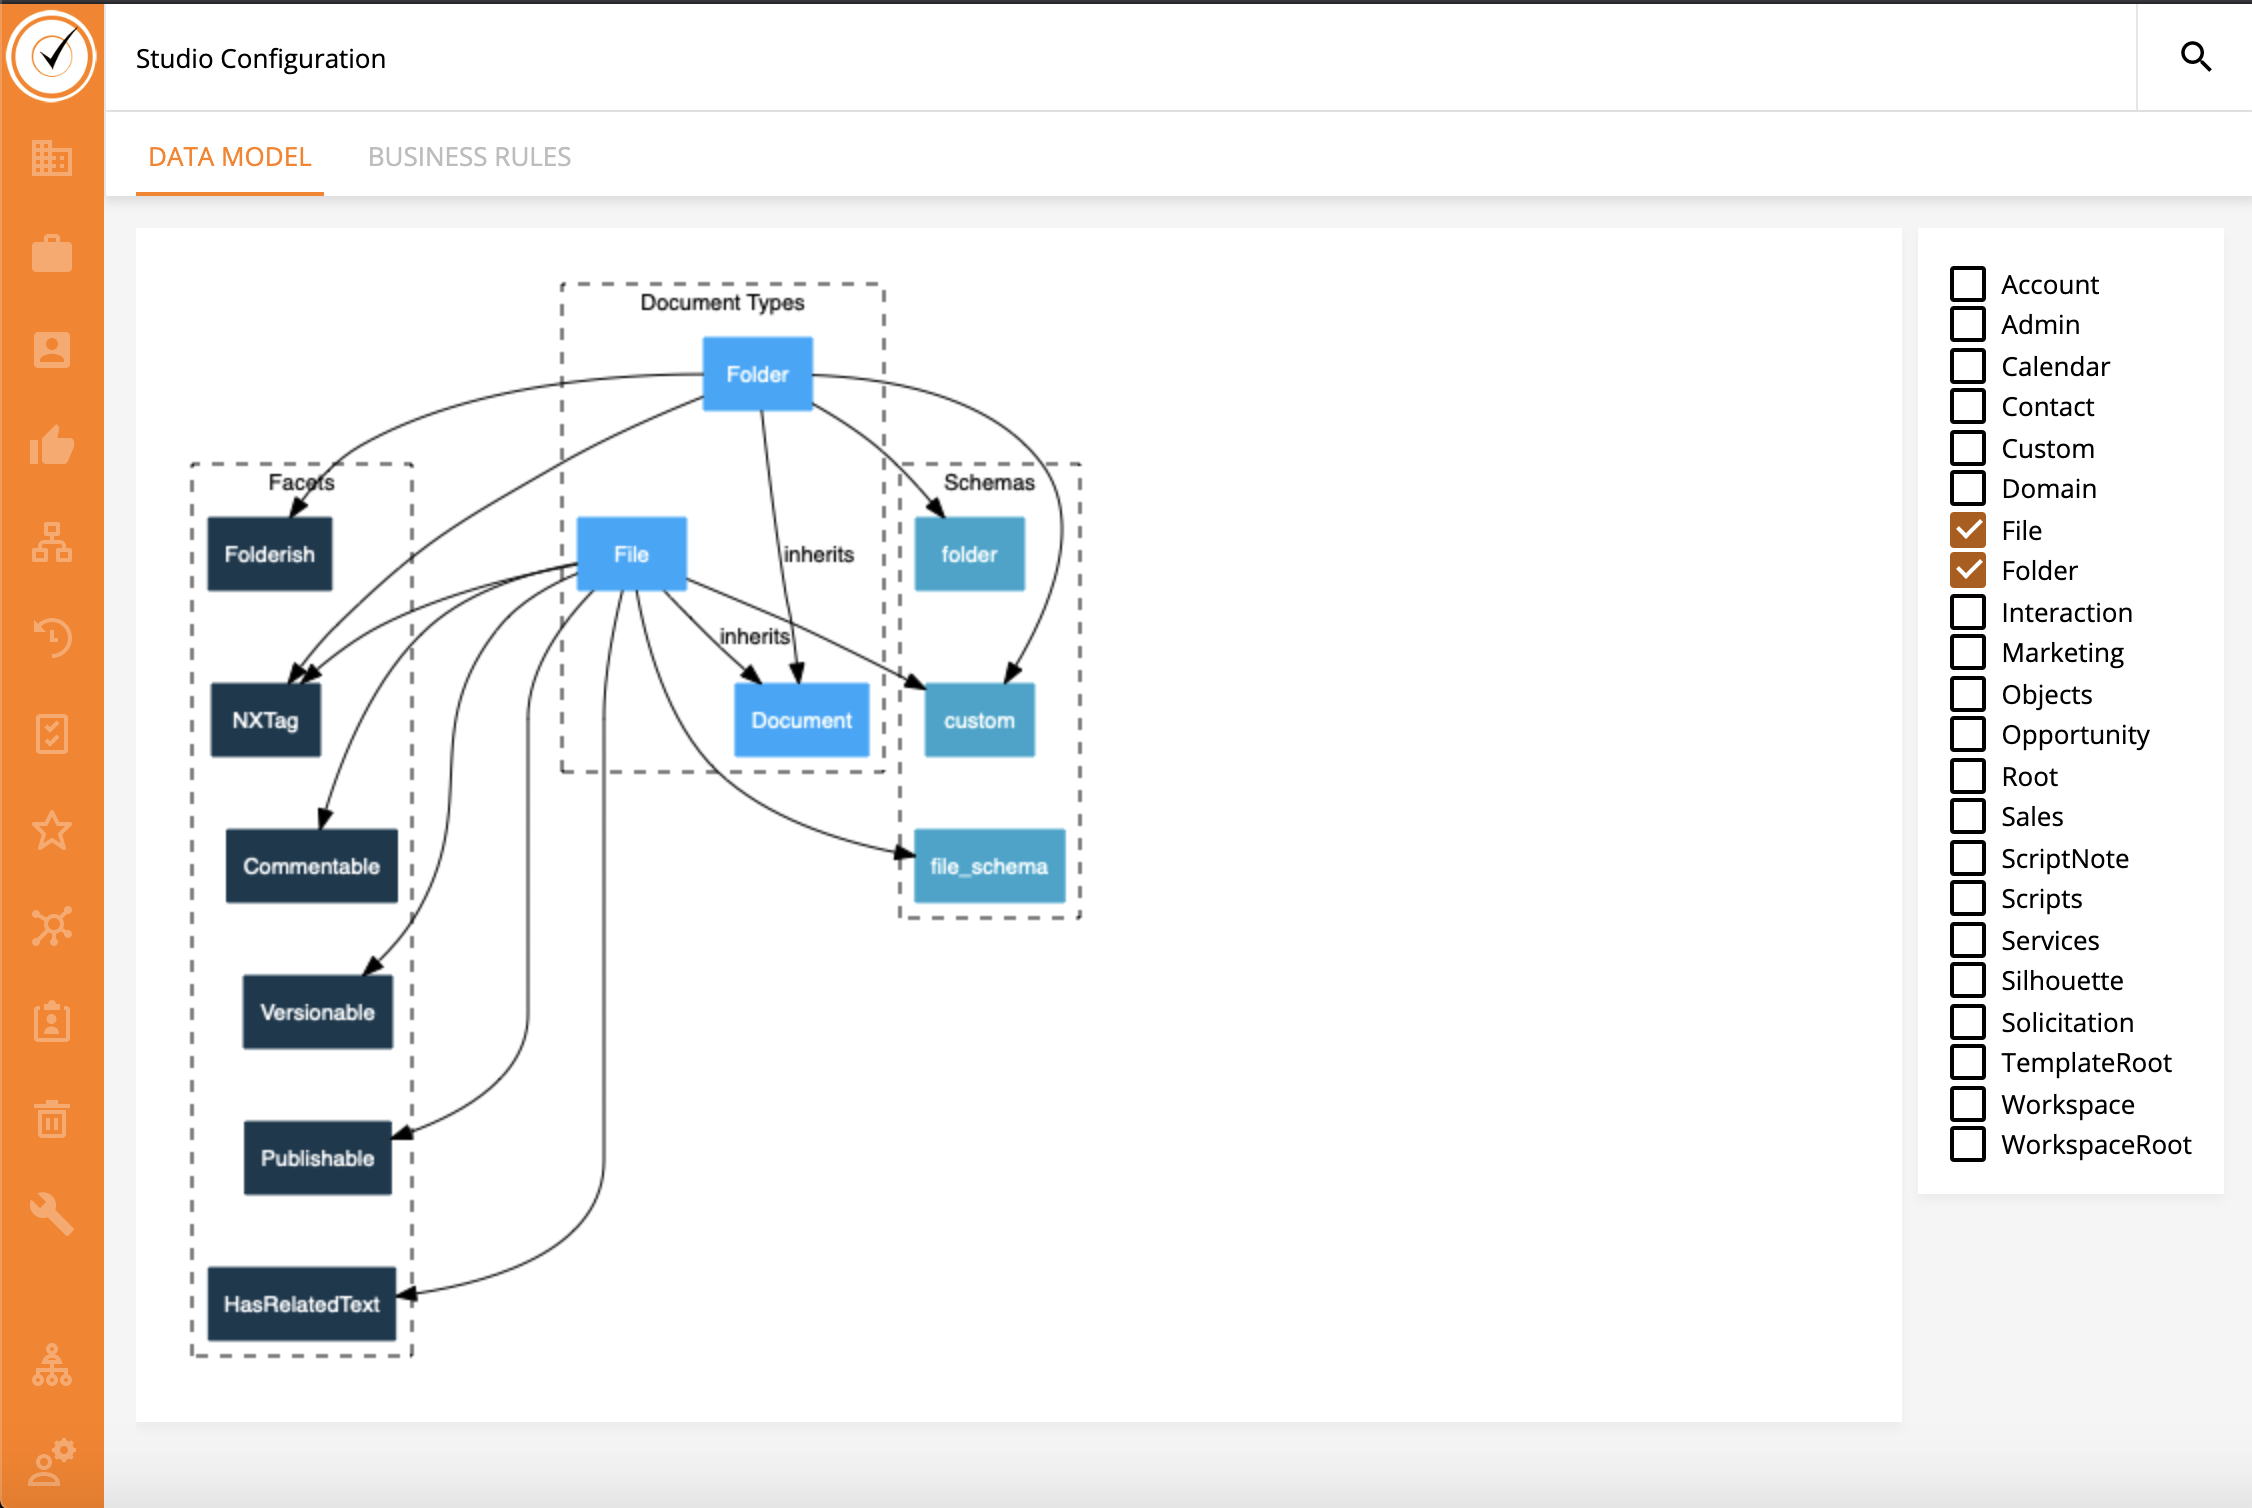 Studio Configuration
DATA MODEL
BUSINESS RULES
Document Types
Folder
Facets
Schemas
Folderish
File
inherits
folder
inherits
NXTag
Document
custom
Commentable
file_schema
Versionable
Publishable
HasRelatedText
Account
Admin
Calendar
Contact
Custom
Domain
File
Folder
Interaction
Marketing
Objects
Opportunity
Root
Sales
ScriptNote
Scripts
Services
Silhouette
Solicitation
TemplateRoot
Workspace
WorkspaceRoot